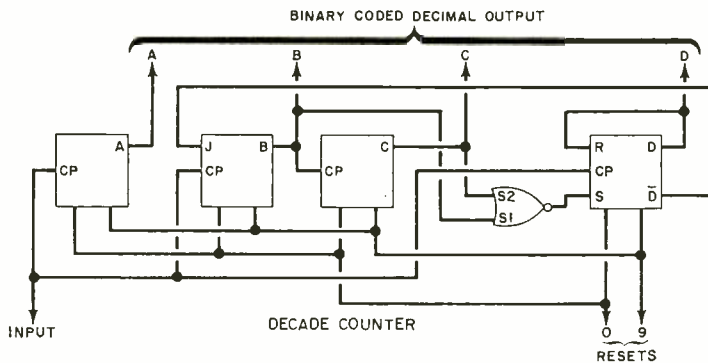 BINARY CODED DECIMAL OUTPUT
A B C D
A J B C R D
CP CP CP CP
S2 S D̅
S1
INPUT DECADE COUNTER 0 9
RESETS